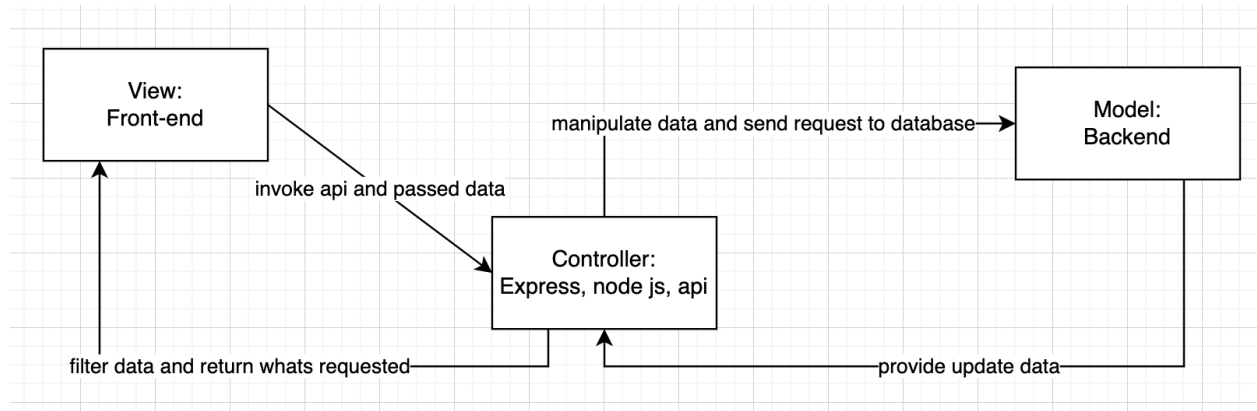 View:
Front-end
manipulate data and send request to database
Model:
Backend
invoke api and passed data
Controller:
Express, node js, api
filter data and return whats requested
provide update data